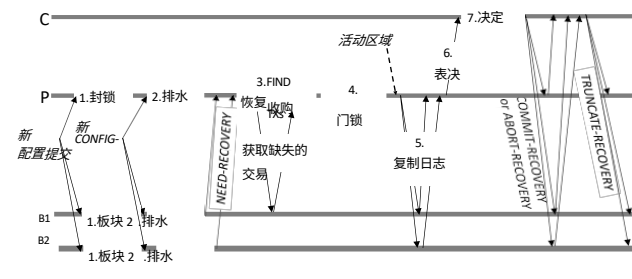 C
7.决定
活动区域
6.
表决
P
1.封锁
2.排水
3.FIND
恢复
收购
TXs
4.
门锁
新
配置提交
新
CONFIG-
NEED-RECOVERY
获取缺失的
交易
5.
复制日志
COMMIT-RECOVERY
or ABORT-RECOVERY
TRUNCATE-RECOVERY
B1
1.板块 2 .排水
B2
1.板块 2 .排水